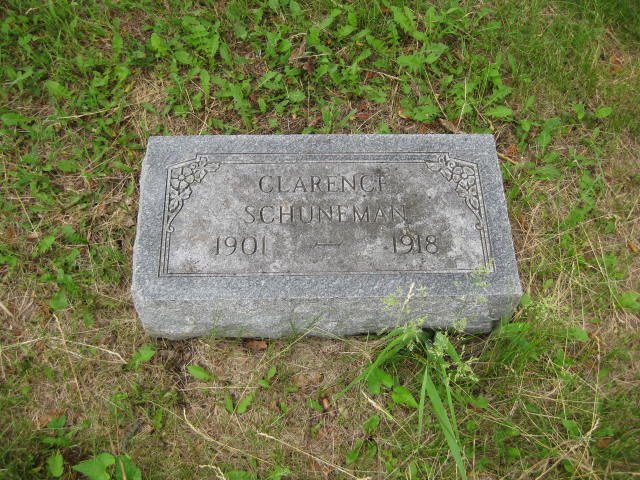 CLARENCE
SCHUNEMAN
1901 — 1918